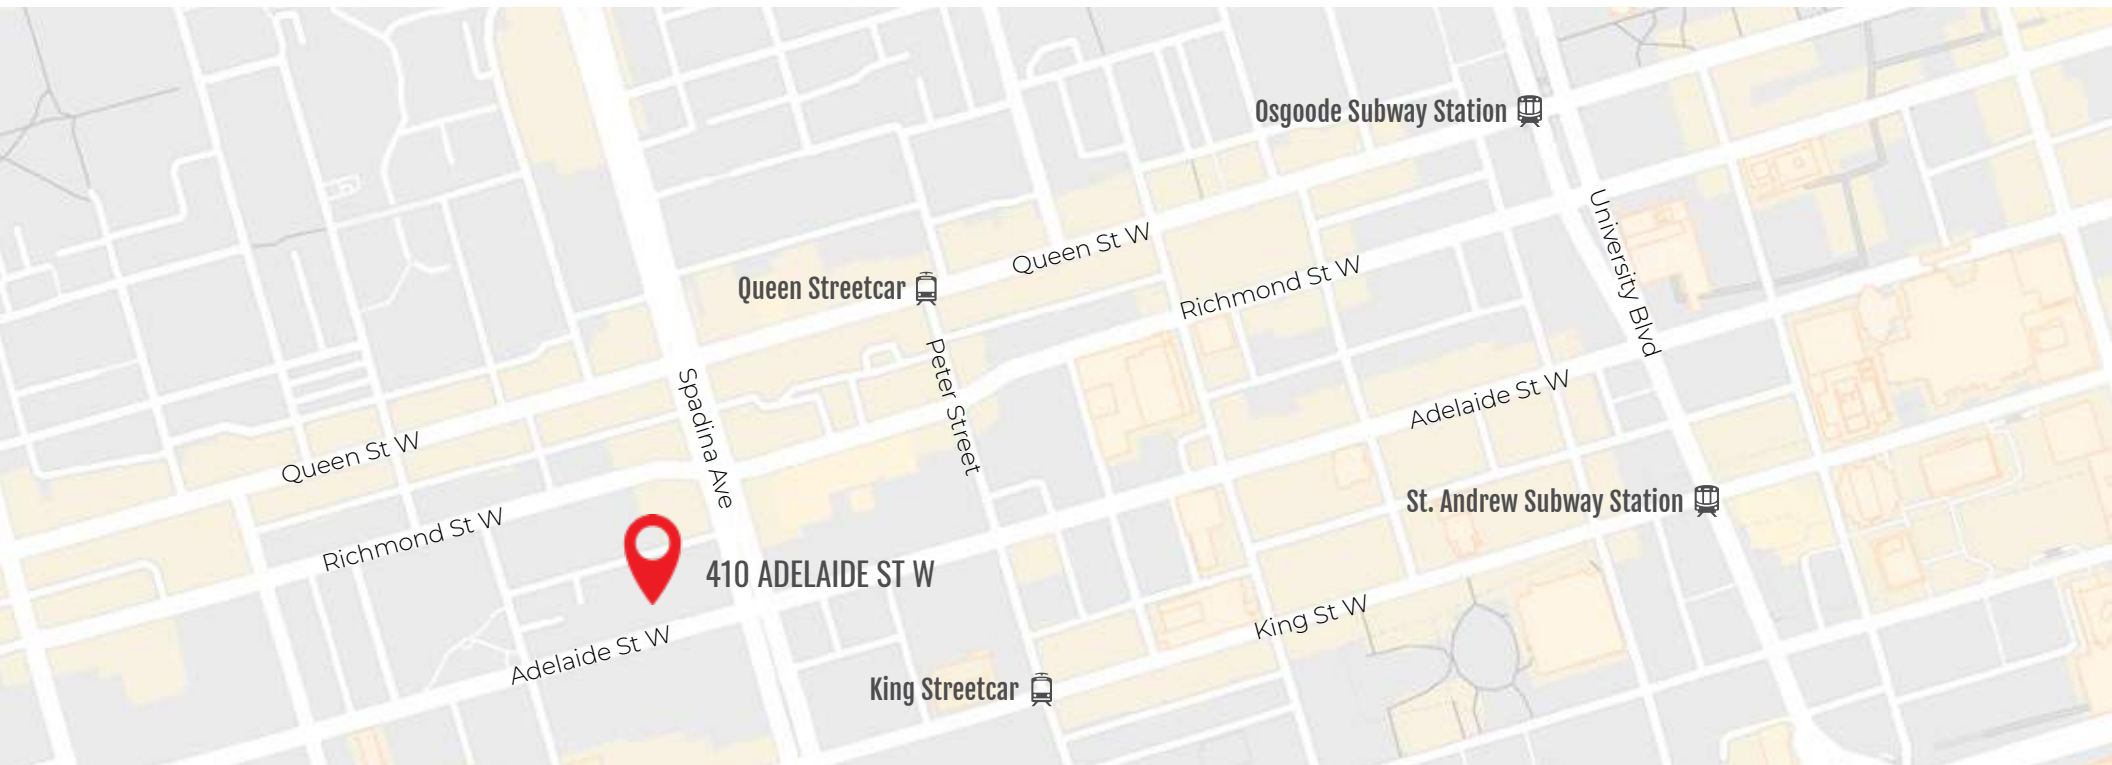 Osgoode Subway Station
Queen St W
University Blvd
Queen Streetcar
Richmond St W
Peter Street
Spadina Ave
Adelaide St W
Queen St W
St. Andrew Subway Station
Richmond St W
410 ADELAIDE ST W
King St W
Adelaide St W
King Streetcar